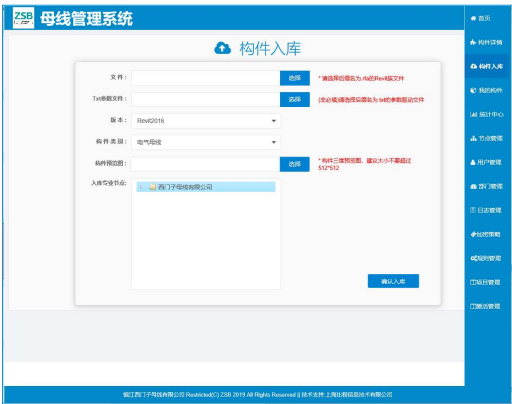 ZSB 母线管理系统
首页
构件详情
构件入库
我的构件
统计中心
节点管理
用户管理
部门管理
日志管理
加密策略
规则管理
项目管理
激活管理
构件入库
文 件: 选择 * 请选择后缀名为.rfa的Revit族文件
Txt参数文件: 选择 (非必填)请选择后缀名为.txt的参数驱动文件
版 本: Revit2016
构 件 类 别: 电气母线
构件预览图: 选择 * 构件三维预览图，建议大小不要超过
512*512
入库专业节点: 西门子母线有限公司
确认入库
镇江西门子母线有限公司 Restricted(C) ZSB 2019 All Rights Reserved || 技术支持:上海比程信息技术有限公司